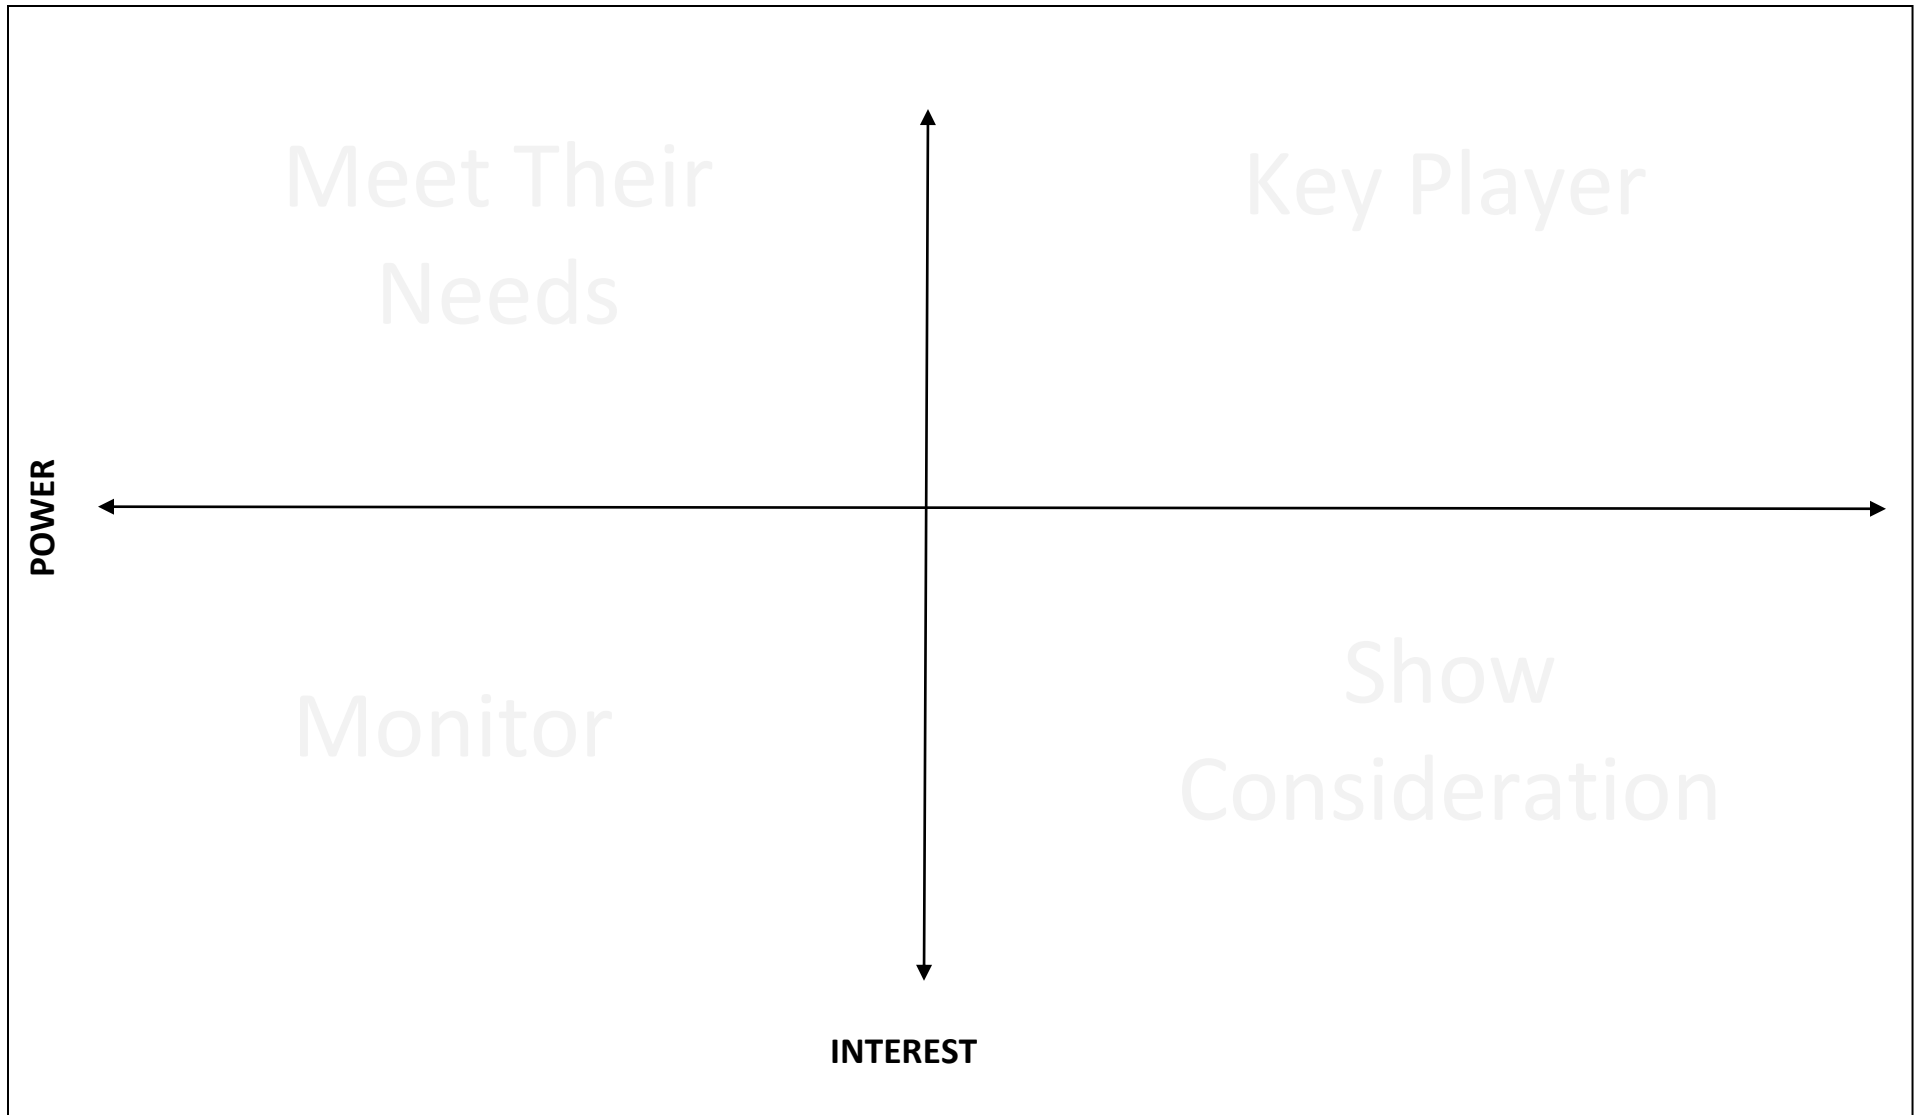 Meet Their
Needs
Key Player
POWER
Monitor
Show
Consideration
INTEREST